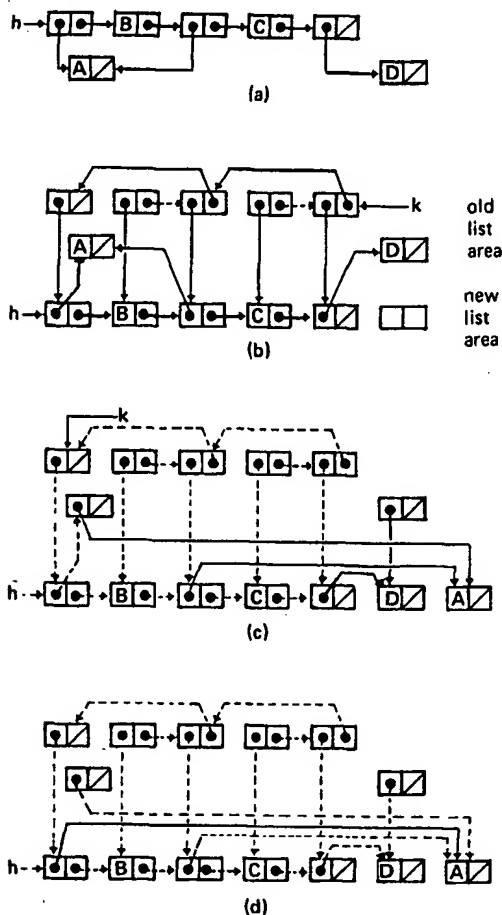 h B C
A D
(a)
k old
A D list
area
h B C new
list
(b) area
k
h B C D A
(c)
h B C D A
(d)